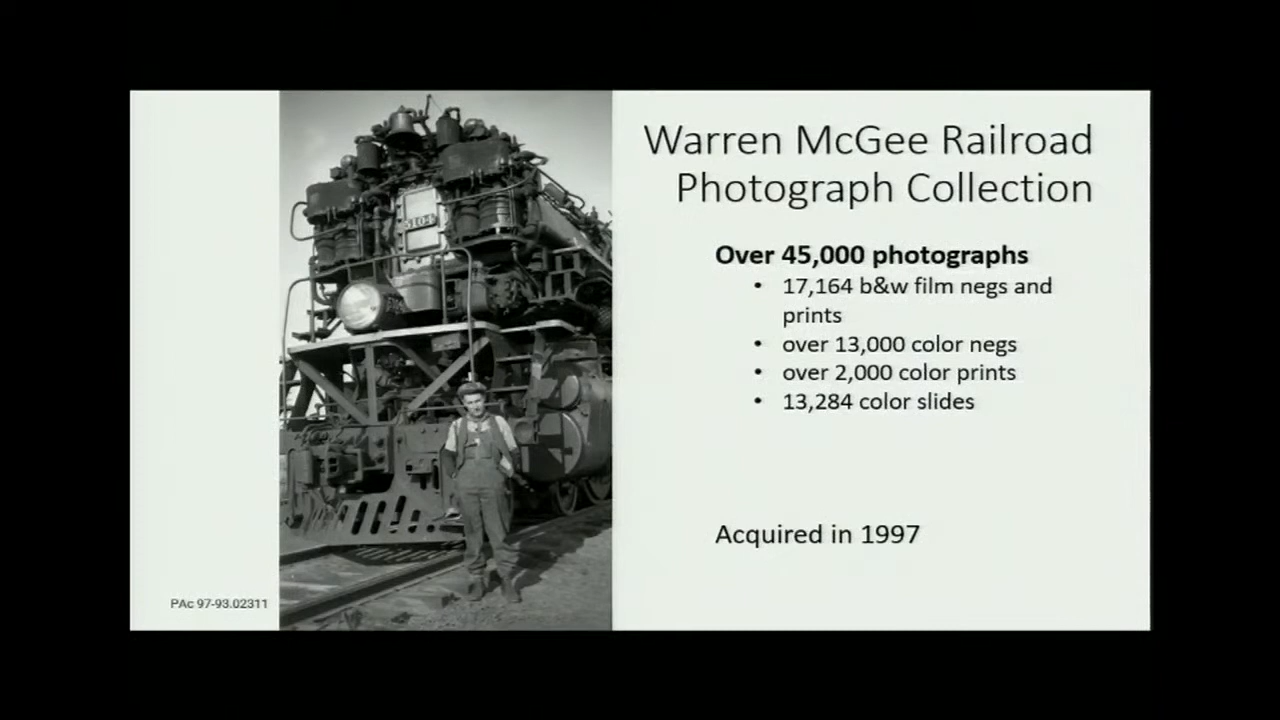 Warren McGee Railroad
Photograph Collection
Over 45,000 photographs
• 17,164 b&w film negs and
prints
• over 13,000 color negs
• over 2,000 color prints
• 13,284 color slides
Acquired in 1997
PAc 97-93.02311
5104